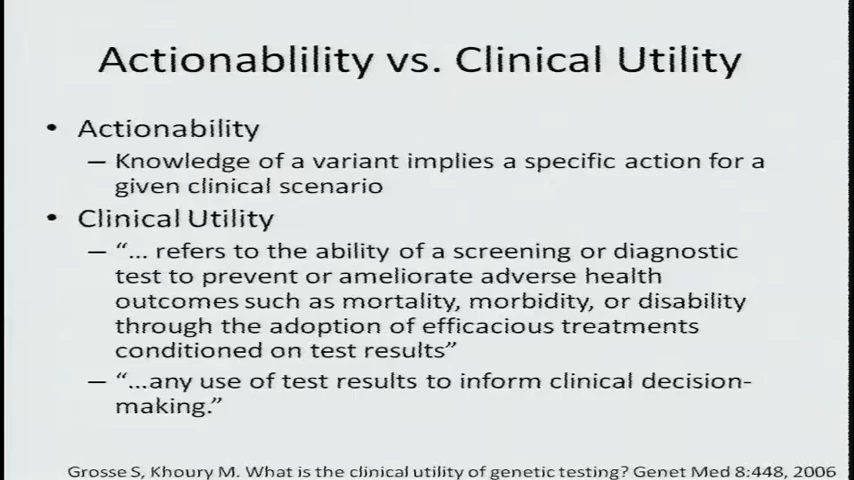 Actionablility vs. Clinical Utility
• Actionability
– Knowledge of a variant implies a specific action for a
given clinical scenario
• Clinical Utility
– “... refers to the ability of a screening or diagnostic
test to prevent or ameliorate adverse health
outcomes such as mortality, morbidity, or disability
through the adoption of efficacious treatments
conditioned on test results”
– “...any use of test results to inform clinical decision-
making.”
Grosse S, Khoury M. What is the clinical utility of genetic testing? Genet Med 8:448, 2006